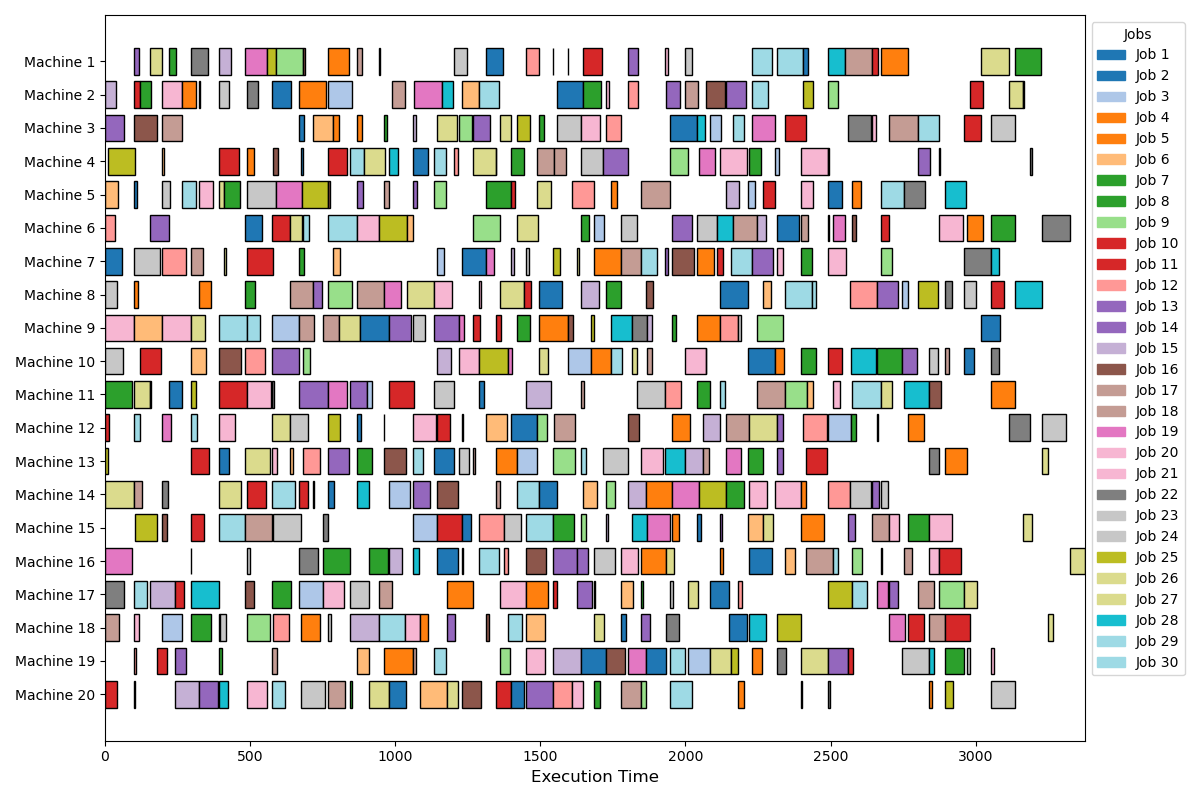 Machine 1
Machine 2
Machine 3
Machine 4
Machine 5
Machine 6
Machine 7
Machine 8
Machine 9
Machine 10
Machine 11
Machine 12
Machine 13
Machine 14
Machine 15
Machine 16
Machine 17
Machine 18
Machine 19
Machine 20
0 500 1000 1500 2000 2500 3000
Execution Time
Jobs
Job 1
Job 2
Job 3
Job 4
Job 5
Job 6
Job 7
Job 8
Job 9
Job 10
Job 11
Job 12
Job 13
Job 14
Job 15
Job 16
Job 17
Job 18
Job 19
Job 20
Job 21
Job 22
Job 23
Job 24
Job 25
Job 26
Job 27
Job 28
Job 29
Job 30